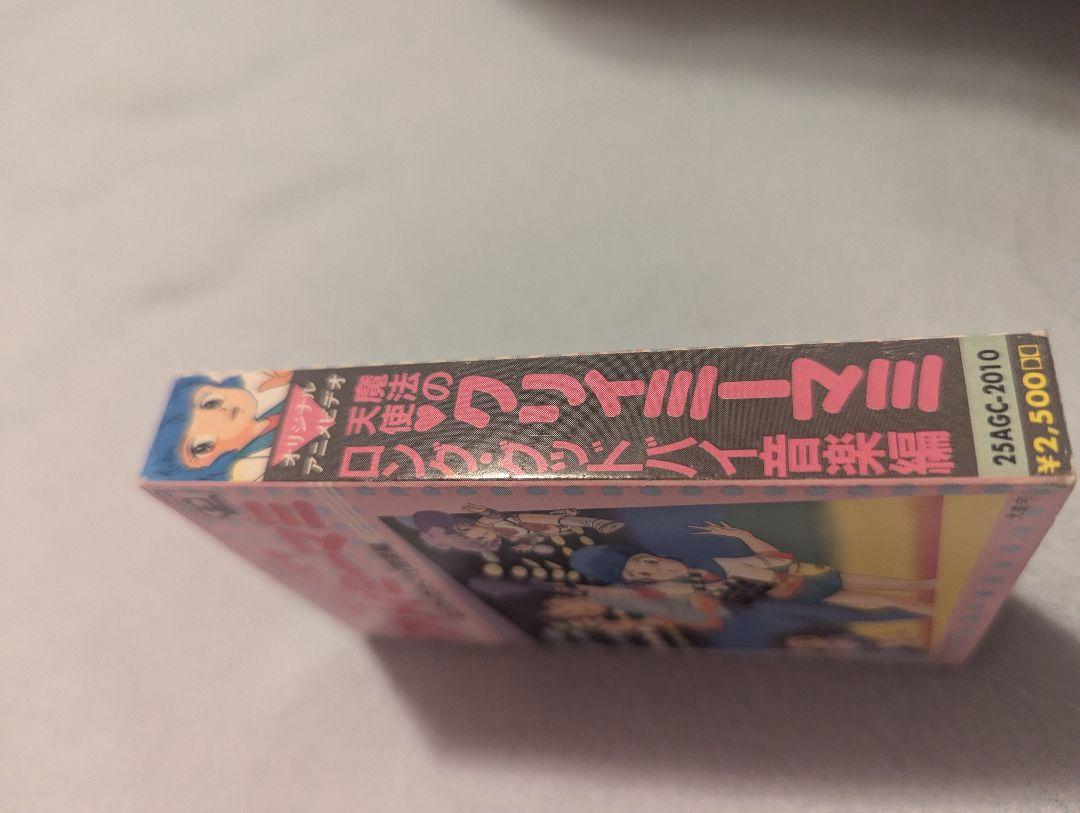 オリジナル
アニメビデオ
魔法の
天使♥
クリィミーマミ
ロング・グッドバイ音楽編
25AGC-2010
¥2,500